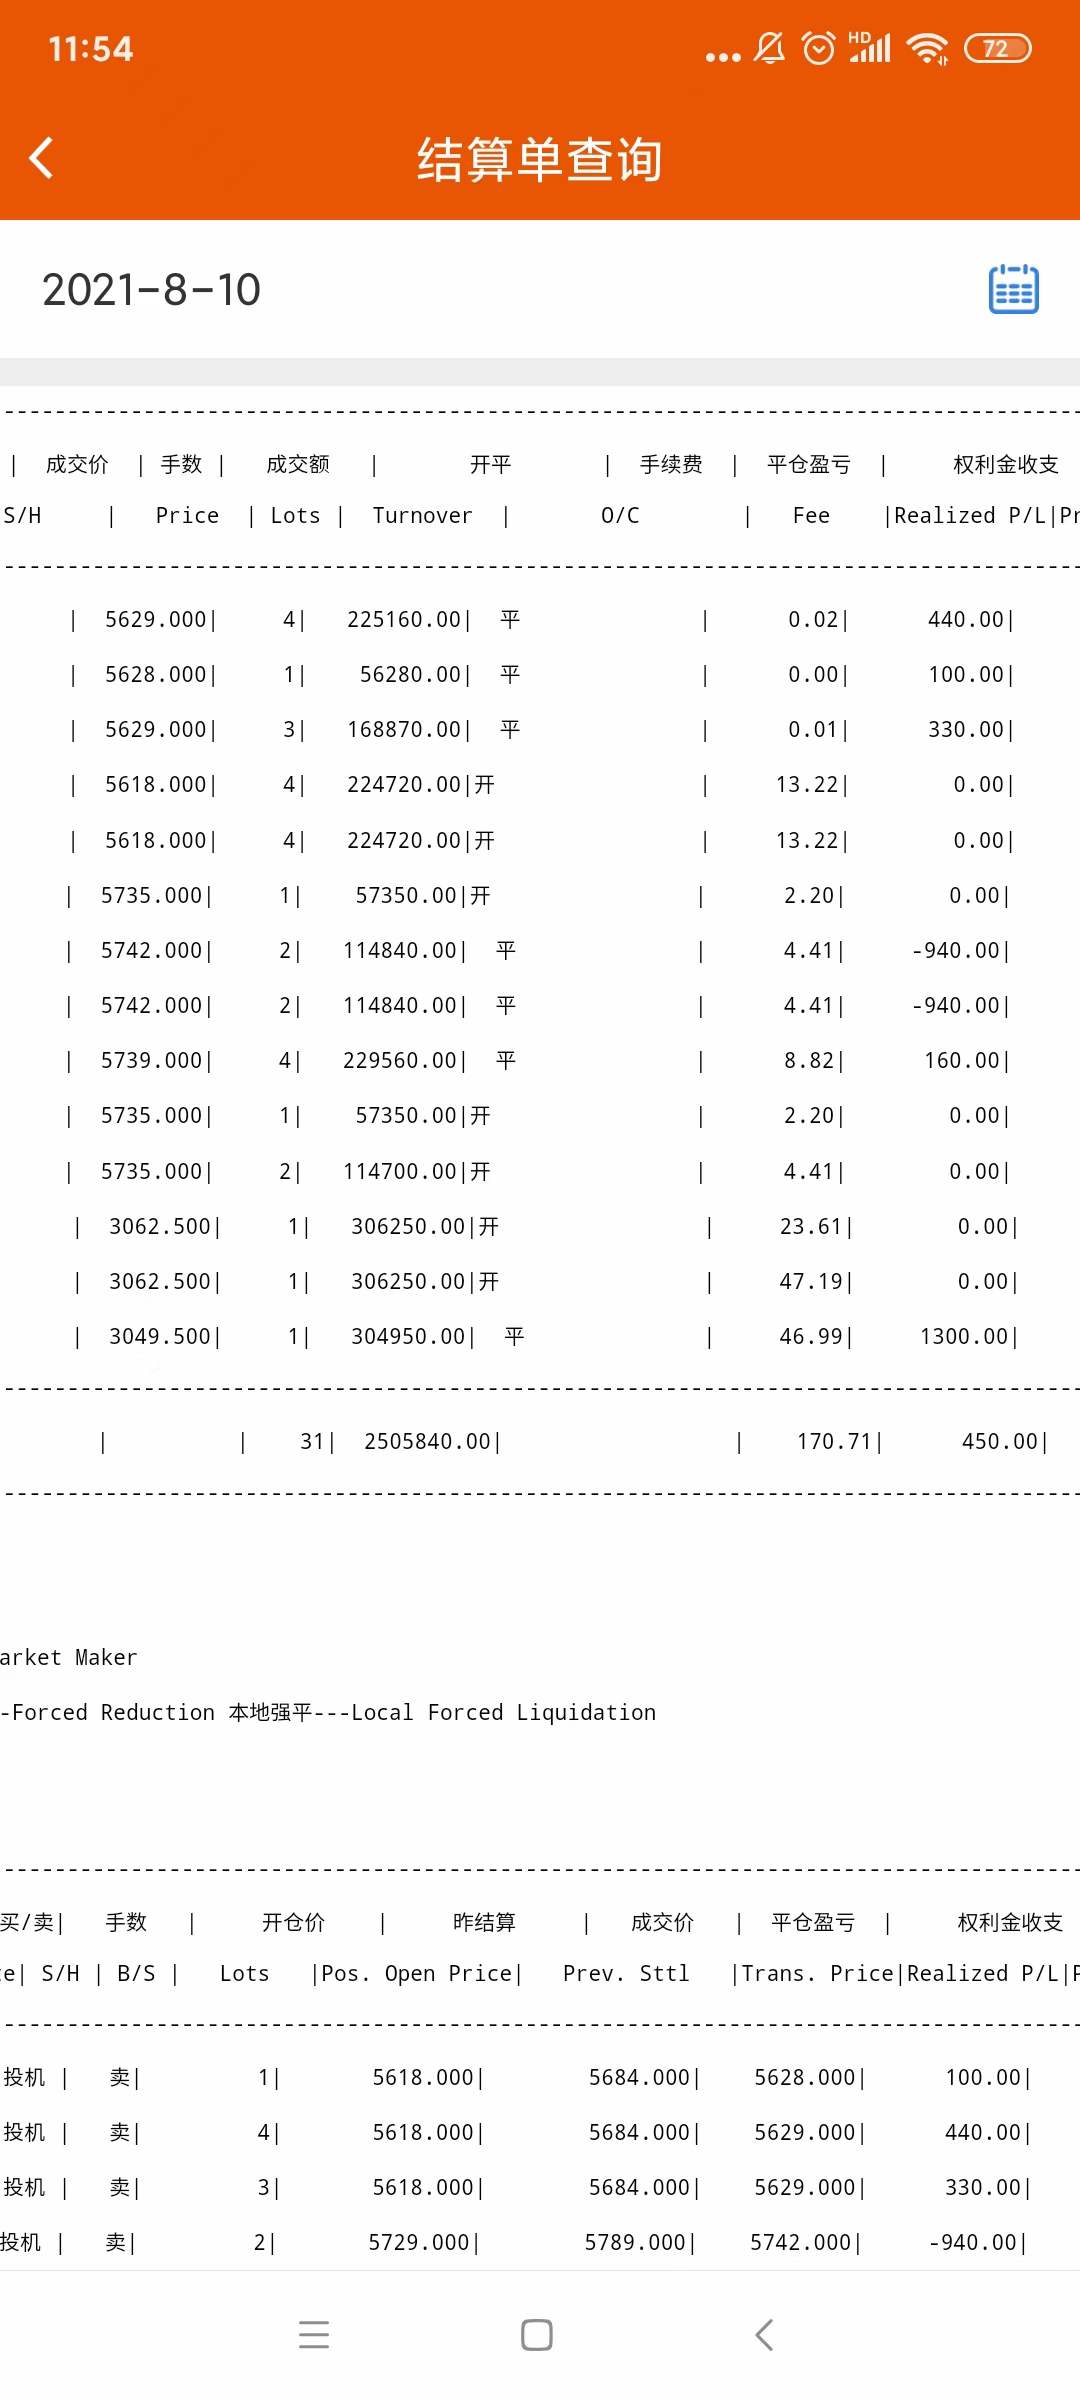 11:54
HD
72
结算单查询
2021-8-10
--------------------------------------------------------------------------------------
| 成交价 | 手数 | 成交额 | 开平 | 手续费 | 平仓盈亏 | 权利金收支
S/H | Price | Lots | Turnover | O/C | Fee |Realized P/L|Pr
--------------------------------------------------------------------------------------
| 5629.000| 4| 225160.00| 平 | 0.02| 440.00|
| 5628.000| 1| 56280.00| 平 | 0.00| 100.00|
| 5629.000| 3| 168870.00| 平 | 0.01| 330.00|
| 5618.000| 4| 224720.00|开 | 13.22| 0.00|
| 5618.000| 4| 224720.00|开 | 13.22| 0.00|
| 5735.000| 1| 57350.00|开 | 2.20| 0.00|
| 5742.000| 2| 114840.00| 平 | 4.41| -940.00|
| 5742.000| 2| 114840.00| 平 | 4.41| -940.00|
| 5739.000| 4| 229560.00| 平 | 8.82| 160.00|
| 5735.000| 1| 57350.00|开 | 2.20| 0.00|
| 5735.000| 2| 114700.00|开 | 4.41| 0.00|
| 3062.500| 1| 306250.00|开 | 23.61| 0.00|
| 3062.500| 1| 306250.00|开 | 47.19| 0.00|
| 3049.500| 1| 304950.00| 平 | 46.99| 1300.00|
--------------------------------------------------------------------------------------
| | 31| 2505840.00| | 170.71| 450.00|
--------------------------------------------------------------------------------------
arket Maker
-Forced Reduction 本地强平---Local Forced Liquidation
--------------------------------------------------------------------------------------
买/卖| 手数 | 开仓价 | 昨结算 | 成交价 | 平仓盈亏 | 权利金收支
te| S/H | B/S | Lots |Pos. Open Price| Prev. Sttl |Trans. Price|Realized P/L|P
--------------------------------------------------------------------------------------
投机 | 卖| 1| 5618.000| 5684.000| 5628.000| 100.00|
投机 | 卖| 4| 5618.000| 5684.000| 5629.000| 440.00|
投机 | 卖| 3| 5618.000| 5684.000| 5629.000| 330.00|
投机 | 卖| 2| 5729.000| 5789.000| 5742.000| -940.00|